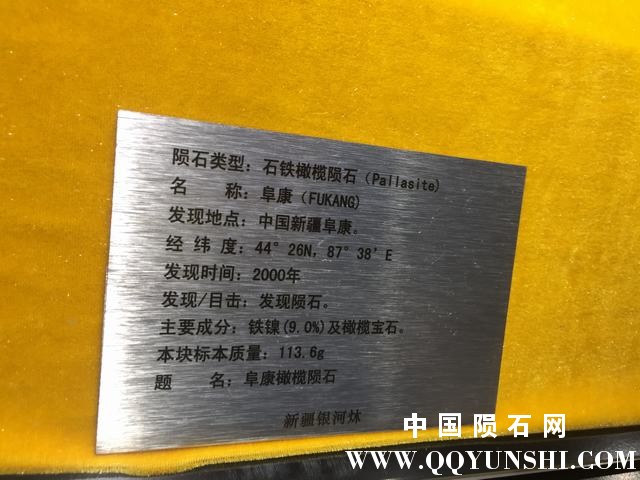 陨石类型：石铁橄榄陨石（Pallasite）
名 称：阜康（FUKANG）
发现地点：中国新疆阜康。
经 纬 度：44°26N，87°38'E
发现时间：2000年
发现/目击：发现陨石。
主要成分：铁镍(9.0%)及橄榄宝石。
本块标本质量：113.6g
题 名：阜康橄榄陨石
新疆银河炑
中国陨石网
WWW.QQYUNSHI.COM